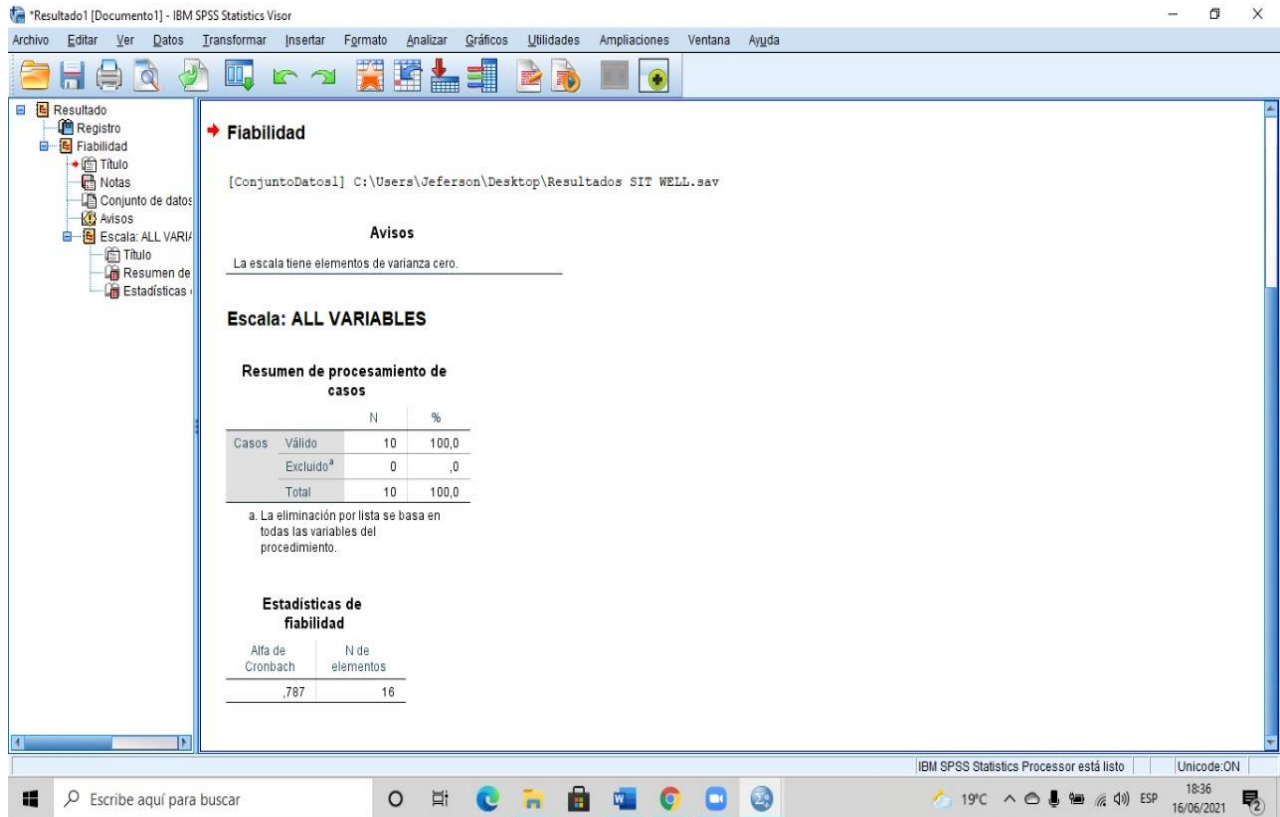 *Resultado1 [Documento1] - IBM SPSS Statistics Visor
Archivo Editar Ver Datos Transformar Insertar Formato Analizar Gráficos Utilidades Ampliaciones Ventana Ayuda
Resultado
Registro
Fiabilidad
Título
Notas
Conjunto de datos
Avisos
Escala: ALL VARIA
Título
Resumen de
Estadísticas
Fiabilidad
[ConjuntoDatos1] C:\Users\Jeferson\Desktop\Resultados SIT WELL.sav
Avisos
La escala tiene elementos de varianza cero.
Escala: ALL VARIABLES
Resumen de procesamiento de
casos
N %
Casos Válido 10 100,0
Excluidoª 0 ,0
Total 10 100,0
a. La eliminación por lista se basa en
todas las variables del
procedimiento.
Estadísticas de
fiabilidad
Alfa de N de
Cronbach elementos
,787 16
IBM SPSS Statistics Processor está listo Unicode:ON
Escribe aquí para buscar
19°C ESP 18:36
16/06/2021
2